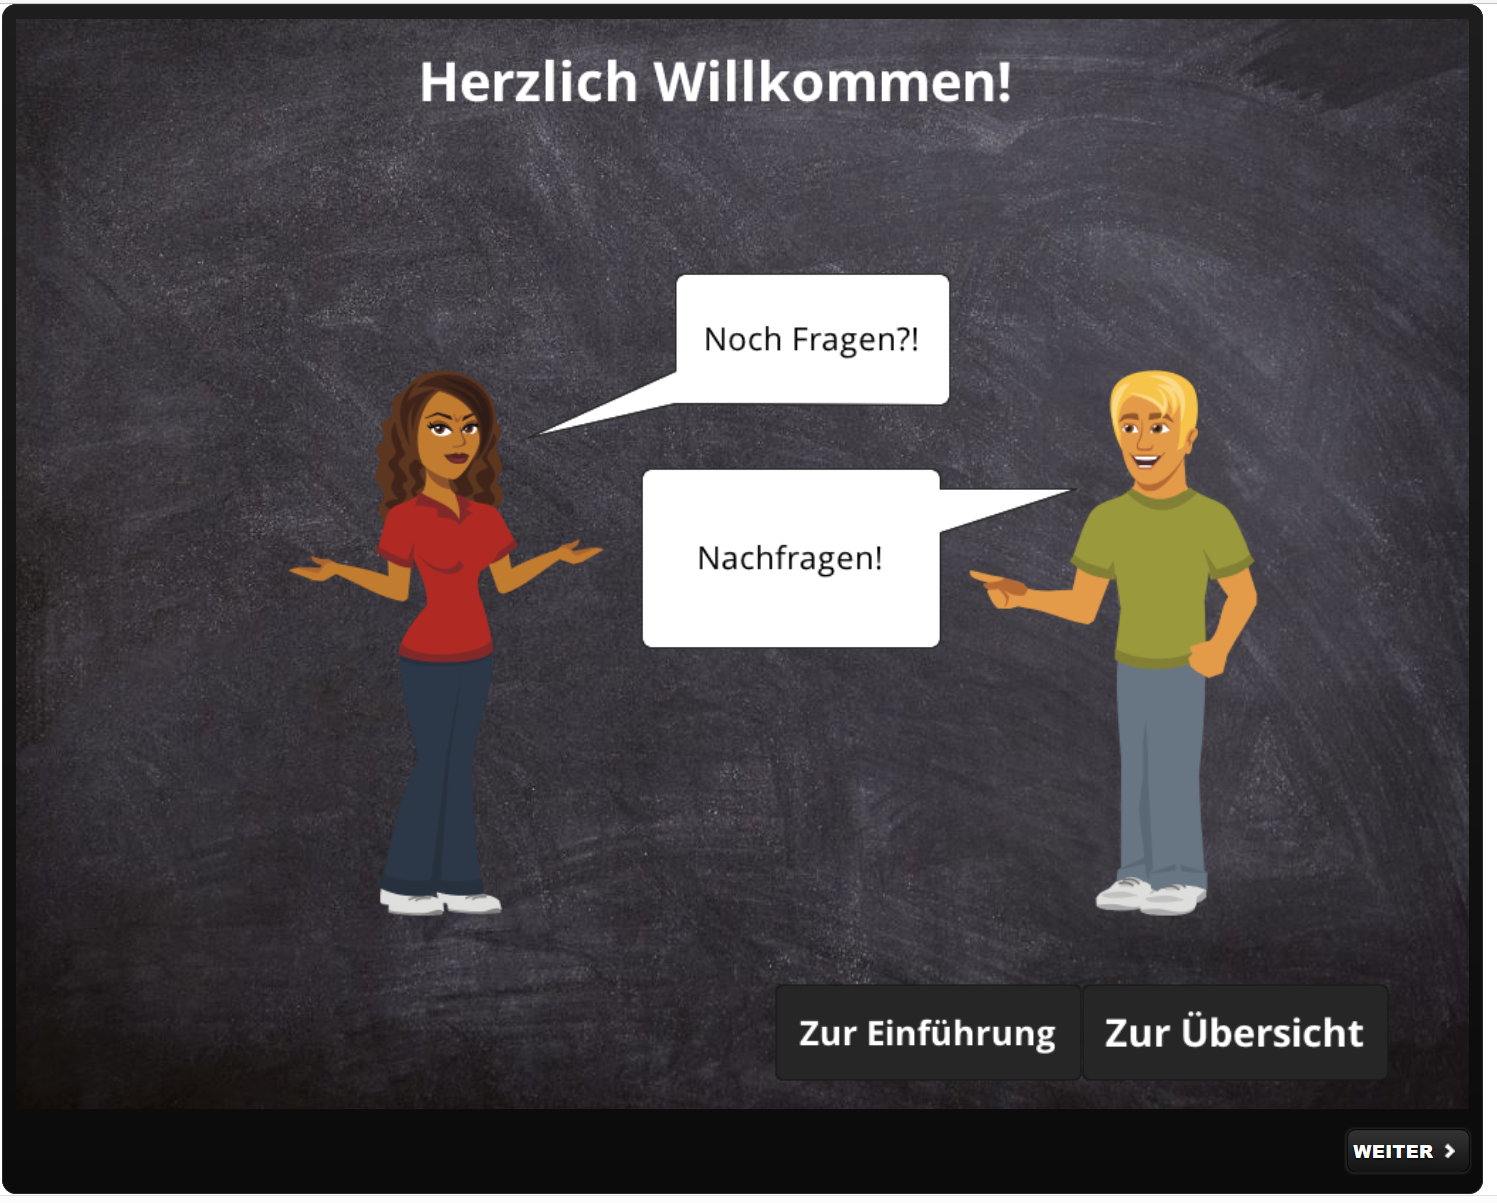 Herzlich Willkommen!
Noch Fragen?!
Nachfragen!
Zur Einführung
Zur Übersicht
WEITER